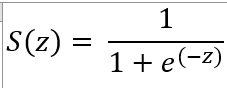 S(z) = 1 / (1 + e^(−z))